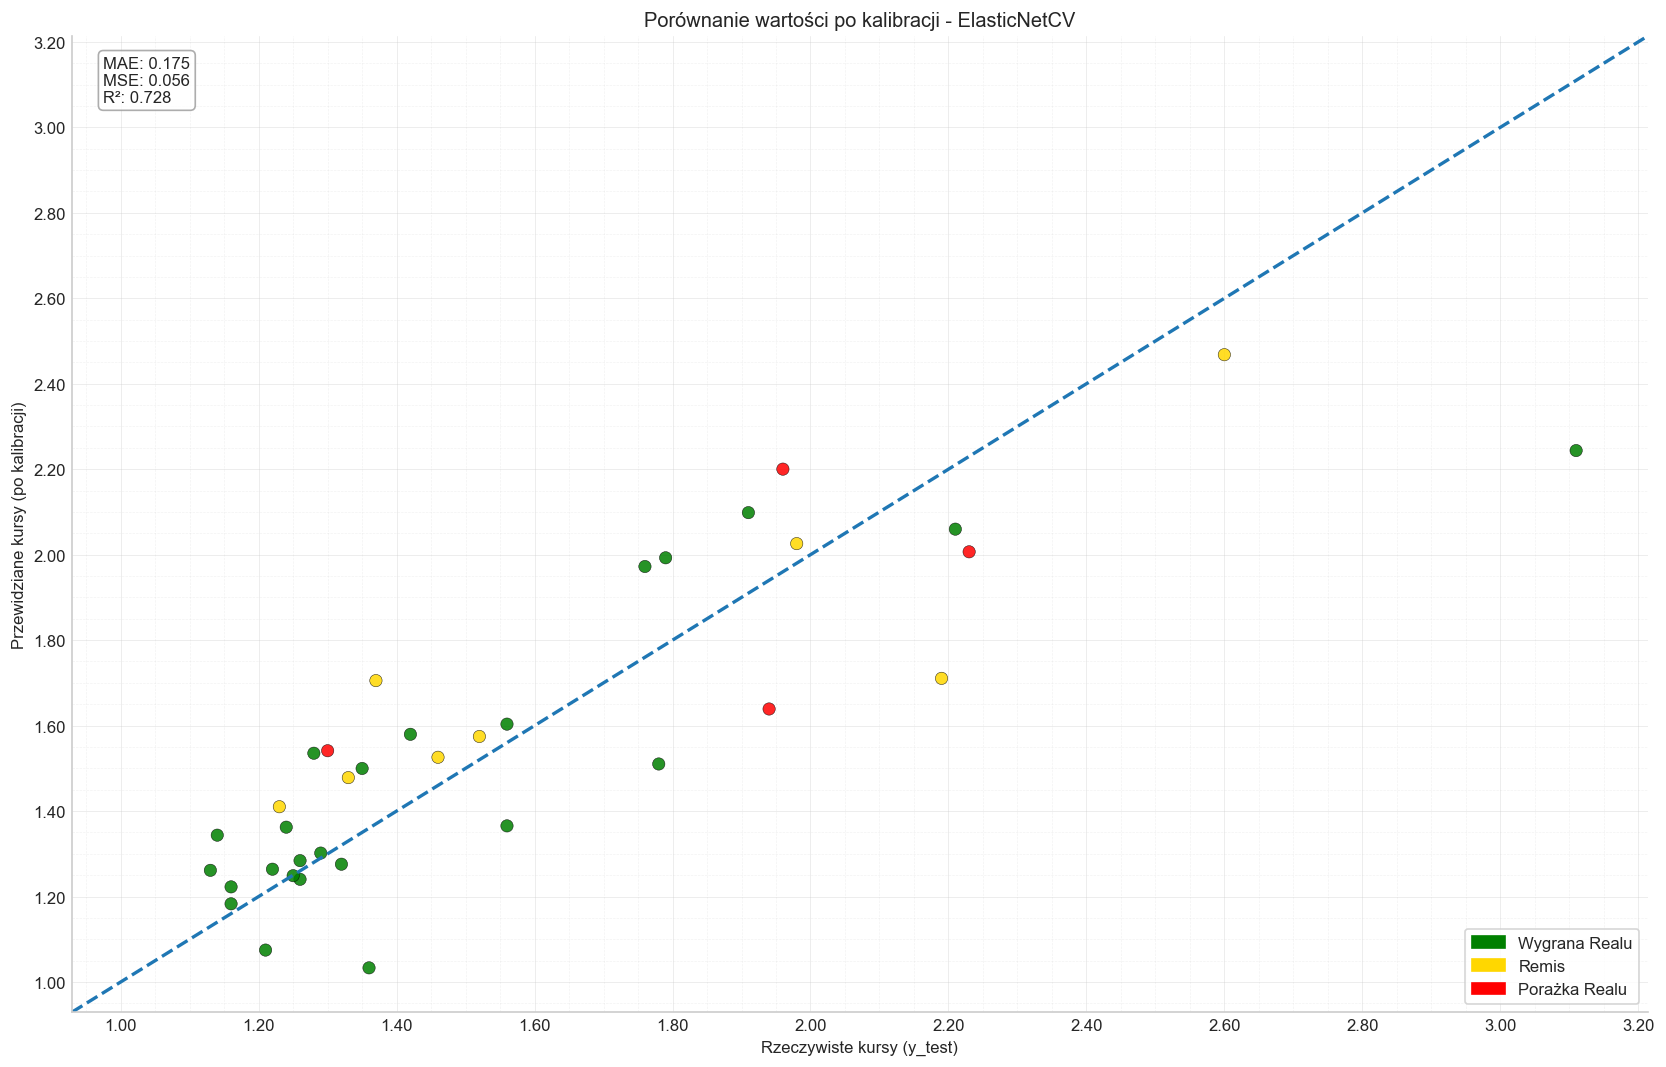 Porównanie wartości po kalibracji - ElasticNetCV
MAE: 0.175
MSE: 0.056
R²: 0.728
3.20
3.00
2.80
2.60
2.40
2.20
2.00
1.80
1.60
1.40
1.20
1.00
Przewidziane kursy (po kalibracji)
Wygrana Realu
Remis
Porażka Realu
1.00 1.20 1.40 1.60 1.80 2.00 2.20 2.40 2.60 2.80 3.00 3.20
Rzeczywiste kursy (y_test)